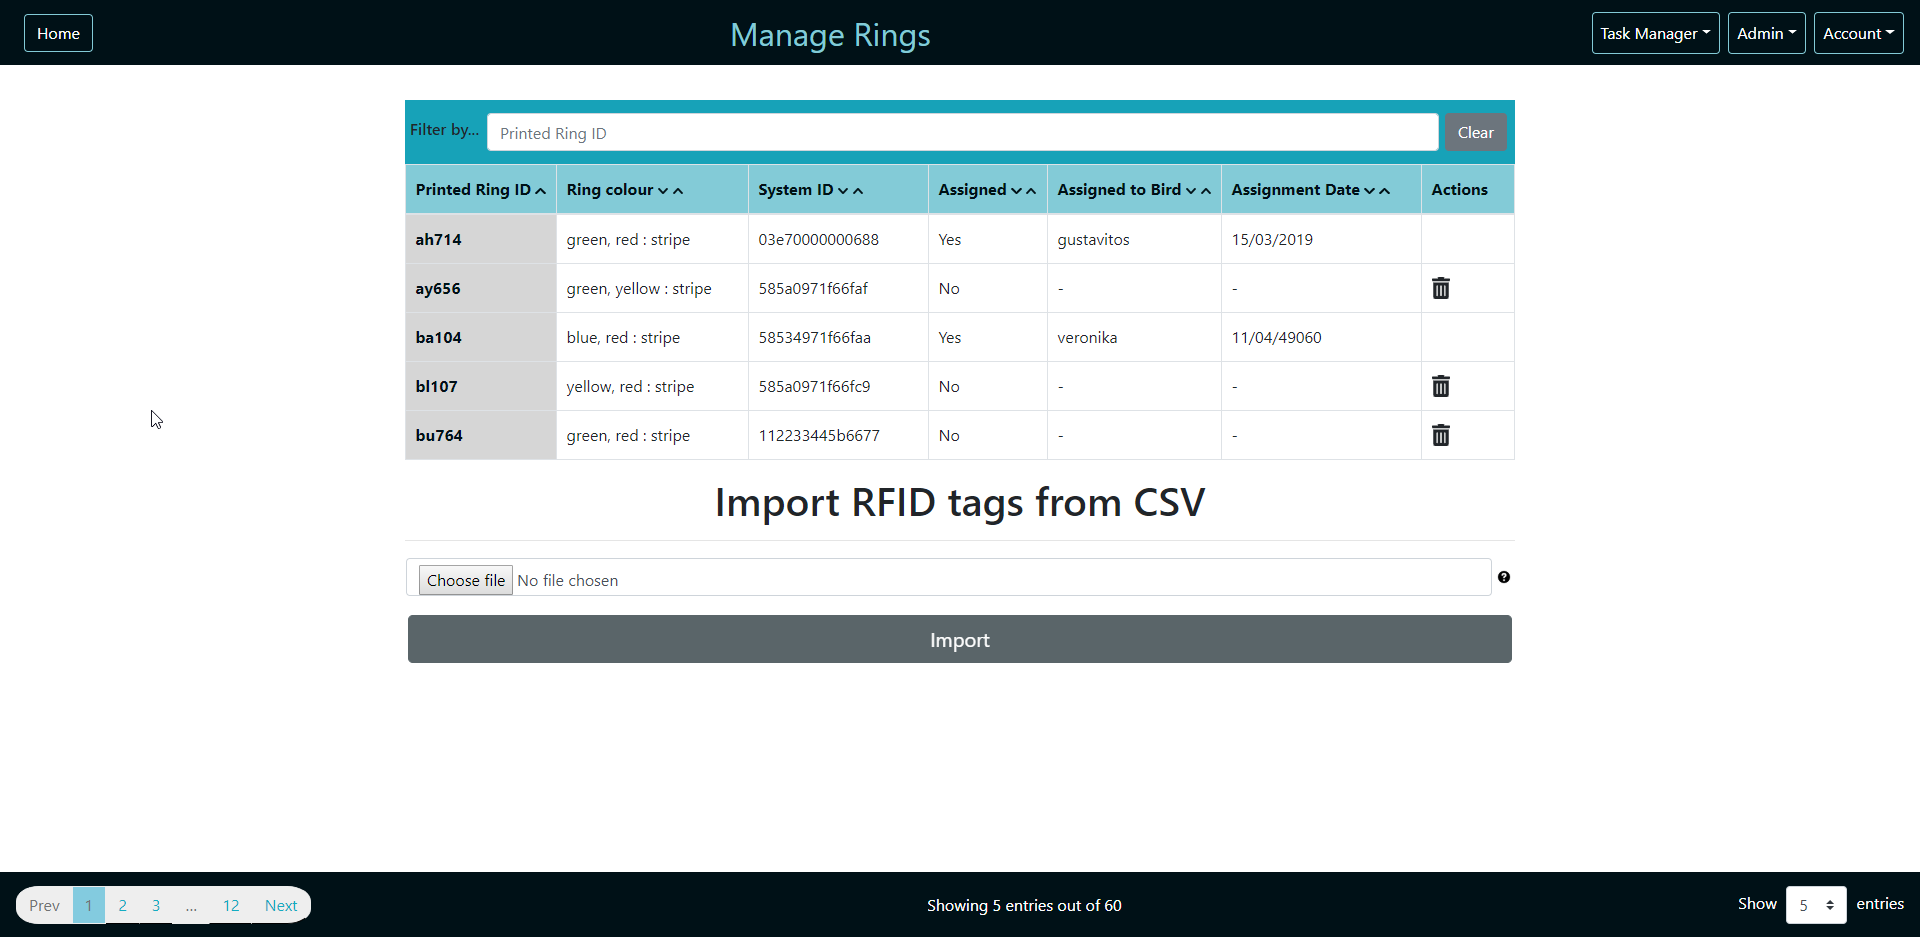 Home Manage Rings Task Manager Admin Account
Filter by... Printed Ring ID Clear
Printed Ring ID Ring colour System ID Assigned Assigned to Bird Assignment Date Actions
ah714 green, red : stripe 03e70000000688 Yes gustavitos 15/03/2019
ay656 green, yellow : stripe 585a0971f66faf No - -
ba104 blue, red : stripe 58534971f66faa Yes veronika 11/04/49060
bl107 yellow, red : stripe 585a0971f66fc9 No - -
bu764 green, red : stripe 112233445b6677 No - -
Import RFID tags from CSV
Choose file No file chosen ?
Import
Prev 1 2 3 ... 12 Next Showing 5 entries out of 60 Show 5 entries